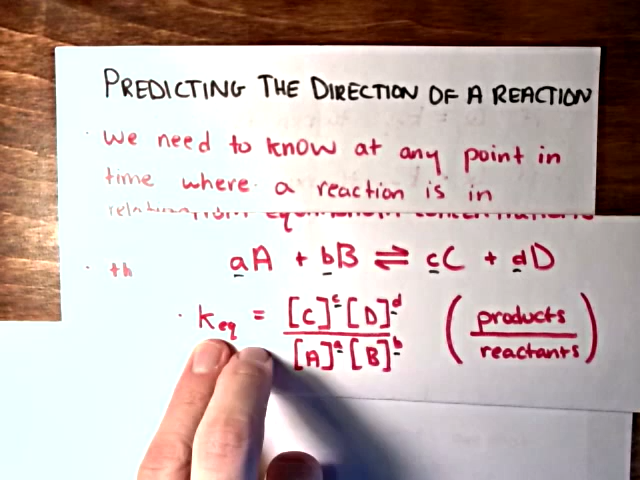 PREDICTING THE DIRECTION OF A REACTION
· we need to know at any point in
time where a reaction is in
· th
aA + bB ⇌ cC + dD
· Keq = [C]^c [D]^d / [A]^a [B]^b (products / reactants)